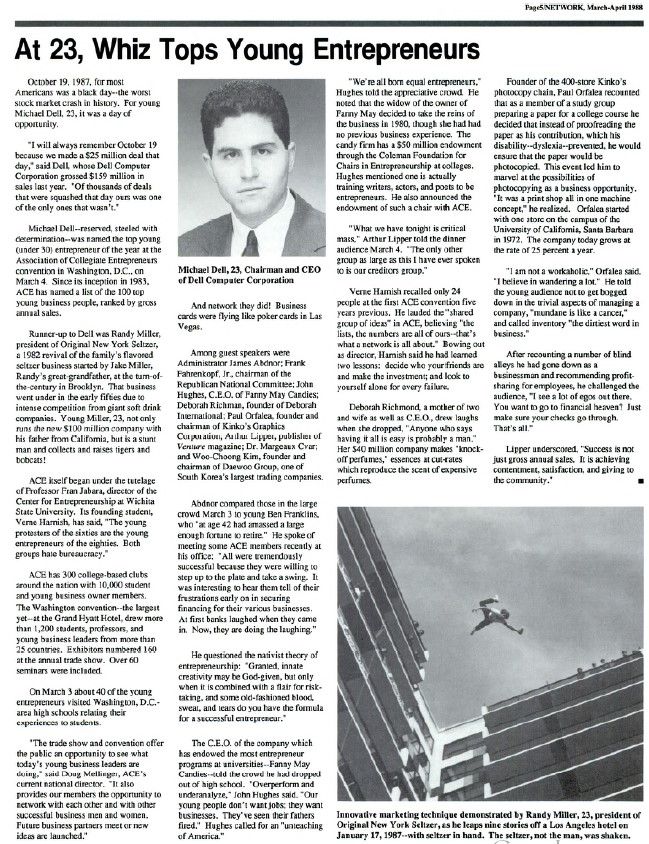 Page5/NETWORK, March-April 1988
At 23, Whiz Tops Young Entrepreneurs
October 19, 1987, for most
Americans was a black day--the worst
stock market crash in history. For young
Michael Dell, 23, it was a day of
opportunity.
"I will always remember October 19
because we made a $25 million deal that
day," said Dell, whose Dell Computer
Corporation grossed $159 million in
sales last year. "Of thousands of deals
that were squashed that day ours was one
of the only ones that wasn't."
Michael Dell--reserved, steeled with
determination--was named the top young
(under 30) entrepreneur of the year at the
Association of Collegiate Entrepreneurs
convention in Washington, D.C., on
March 4. Since its inception in 1983,
ACE has named a list of the 100 top
young business people, ranked by gross
annual sales.
Runner-up to Dell was Randy Miller,
president of Original New York Seltzer,
a 1982 revival of the family's flavored
seltzer business started by Jake Miller,
Randy's great-grandfather, at the turn-of-
the-century in Brooklyn. That business
went under in the early fifties due to
intense competition from giant soft drink
companies. Young Miller, 23, not only
runs the new $100 million company with
his father from California, but is a stunt
man and collects and raises tigers and
bobcats!
ACE itself began under the tutelage
of Professor Fran Jabara, director of the
Center for Entrepreneurship at Wichita
State University. Its founding student,
Verne Harnish, has said, "The young
protesters of the sixties are the young
entrepreneurs of the eighties. Both
groups hate bureaucracy."
ACE has 300 college-based clubs
around the nation with 10,000 student
and young business owner members.
The Washington convention--the largest
yet--at the Grand Hyatt Hotel, drew more
than 1,200 students, professors, and
young business leaders from more than
25 countries. Exhibitors numbered 160
at the annual trade show. Over 60
seminars were included.
On March 3 about 40 of the young
entrepreneurs visited Washington, D.C.-
area high schools relating their
experiences to students.
"The trade show and convention offer
the public an opportunity to see what
today's young business leaders are
doing," said Doug Mellinger, ACE's
current national director. "It also
provides our members the opportunity to
network with each other and with other
successful business men and women.
Future business partners meet or new
ideas are launched."
Michael Dell, 23, Chairman and CEO
of Dell Computer Corporation
And network they did! Business
cards were flying like poker cards in Las
Vegas.
Among guest speakers were
Administrator James Abdnor; Frank
Fahrenkopf, Jr., chairman of the
Republican National Committee; John
Hughes, C.E.O. of Fanny May Candies;
Deborah Richman, founder of Deborah
International; Paul Orfalea, founder and
chairman of Kinko's Graphics
Corporation, Arthur Lipper, publisher of
Venture magazine; Dr. Margeaux Cvar;
and Woo-Choong Kim, founder and
chairman of Daewoo Group, one of
South Korea's largest trading companies.
Abdnor compared those in the large
crowd March 3 to young Ben Franklins,
who "at age 42 had amassed a large
enough fortune to retire." He spoke of
meeting some ACE members recently at
his office: "All were tremendously
successful because they were willing to
step up to the plate and take a swing. It
was interesting to hear them tell of their
frustrations early on in securing
financing for their various businesses.
At first banks laughed when they came
in. Now, they are doing the laughing."
He questioned the nativist theory of
entrepreneurship: "Granted, innate
creativity may be God-given, but only
when it is combined with a flair for risk-
taking, and some old-fashioned blood,
sweat, and tears do you have the formula
for a successful entrepreneur."
The C.E.O. of the company which
has endowed the most entrepreneur
programs at universities--Fanny May
Candies--told the crowd he had dropped
out of high school. "Overperform and
underanalyze," John Hughes said. "Our
young people don't want jobs; they want
businesses. They've seen their fathers
fired." Hughes called for an "unteaching
of America."
"We're all born equal entrepreneurs,"
Hughes told the appreciative crowd. He
noted that the widow of the owner of
Fanny May decided to take the reins of
the business in 1980, though she had had
no previous business experience. The
candy firm has a $50 million endowment
through the Coleman Foundation for
Chairs in Entrepreneurship at colleges.
Hughes mentioned one is actually
training writers, actors, and poets to be
entrepreneurs. He also announced the
endowment of such a chair with ACE.
"What we have tonight is critical
mass," Arthur Lipper told the dinner
audience March 4. "The only other
group as large as this I have ever spoken
to is our creditors group."
Verne Harnish recalled only 24
people at the first ACE convention five
years previous. He lauded the "shared
group of ideas" in ACE, believing "the
lists, the numbers are all of ours--that's
what a network is all about." Bowing out
as director, Harnish said he had learned
two lessons: decide who your friends are
and make the investment; and look to
yourself alone for every failure.
Deborah Richmond, a mother of two
and wife as well as C.E.O., drew laughs
when she dropped, "Anyone who says
having it all is easy is probably a man."
Her $40 million company makes "knock-
off perfumes," essences at cut-rates
which reproduce the scent of expensive
perfumes.
Founder of the 400-store Kinko's
photocopy chain, Paul Orfalea recounted
that as a member of a study group
preparing a paper for a college course he
decided that instead of proofreading the
paper as his contribution, which his
disability--dyslexia--prevented, he would
ensure that the paper would be
photocopied. This event led him to
marvel at the possibilities of
photocopying as a business opportunity.
"It was a print shop all in one machine
concept," he realized. Orfalea started
with one store on the campus of the
University of California, Santa Barbara
in 1972. The company today grows at
the rate of 25 percent a year.
"I am not a workaholic," Orfalea said.
"I believe in wandering a lot." He told
the young audience not to get bogged
down in the trivial aspects of managing a
company, "mundane is like a cancer,"
and called inventory "the dirtiest word in
business."
After recounting a number of blind
alleys he had gone down as a
businessman and recommending profit-
sharing for employees, he challenged the
audience, "I see a lot of egos out there.
You want to go to financial heaven? Just
make sure your checks go through.
That's all."
Lipper underscored, "Success is not
just gross annual sales. It is achieving
contentment, satisfaction, and giving to
the community."
Innovative marketing technique demonstrated by Randy Miller, 23, president of
Original New York Seltzer, as he leaps nine stories off a Los Angeles hotel on
January 17, 1987--with seltzer in hand. The seltzer, not the man, was shaken.